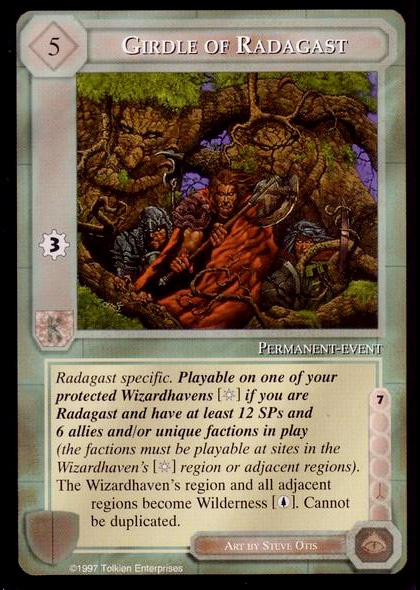 5
GIRDLE OF RADAGAST
3
PERMANENT-EVENT
Radagast specific. Playable on one of your
protected Wizardhavens [ ] if you are
Radagast and have at least 12 SPs and
6 allies and/or unique factions in play
(the factions must be playable at sites in the
Wizardhaven's [ ] region or adjacent regions).
The Wizardhaven's region and all adjacent
regions become Wilderness [ ]. Cannot
be duplicated.
7
ART BY STEVE OTIS
©1997 Tolkien Enterprises